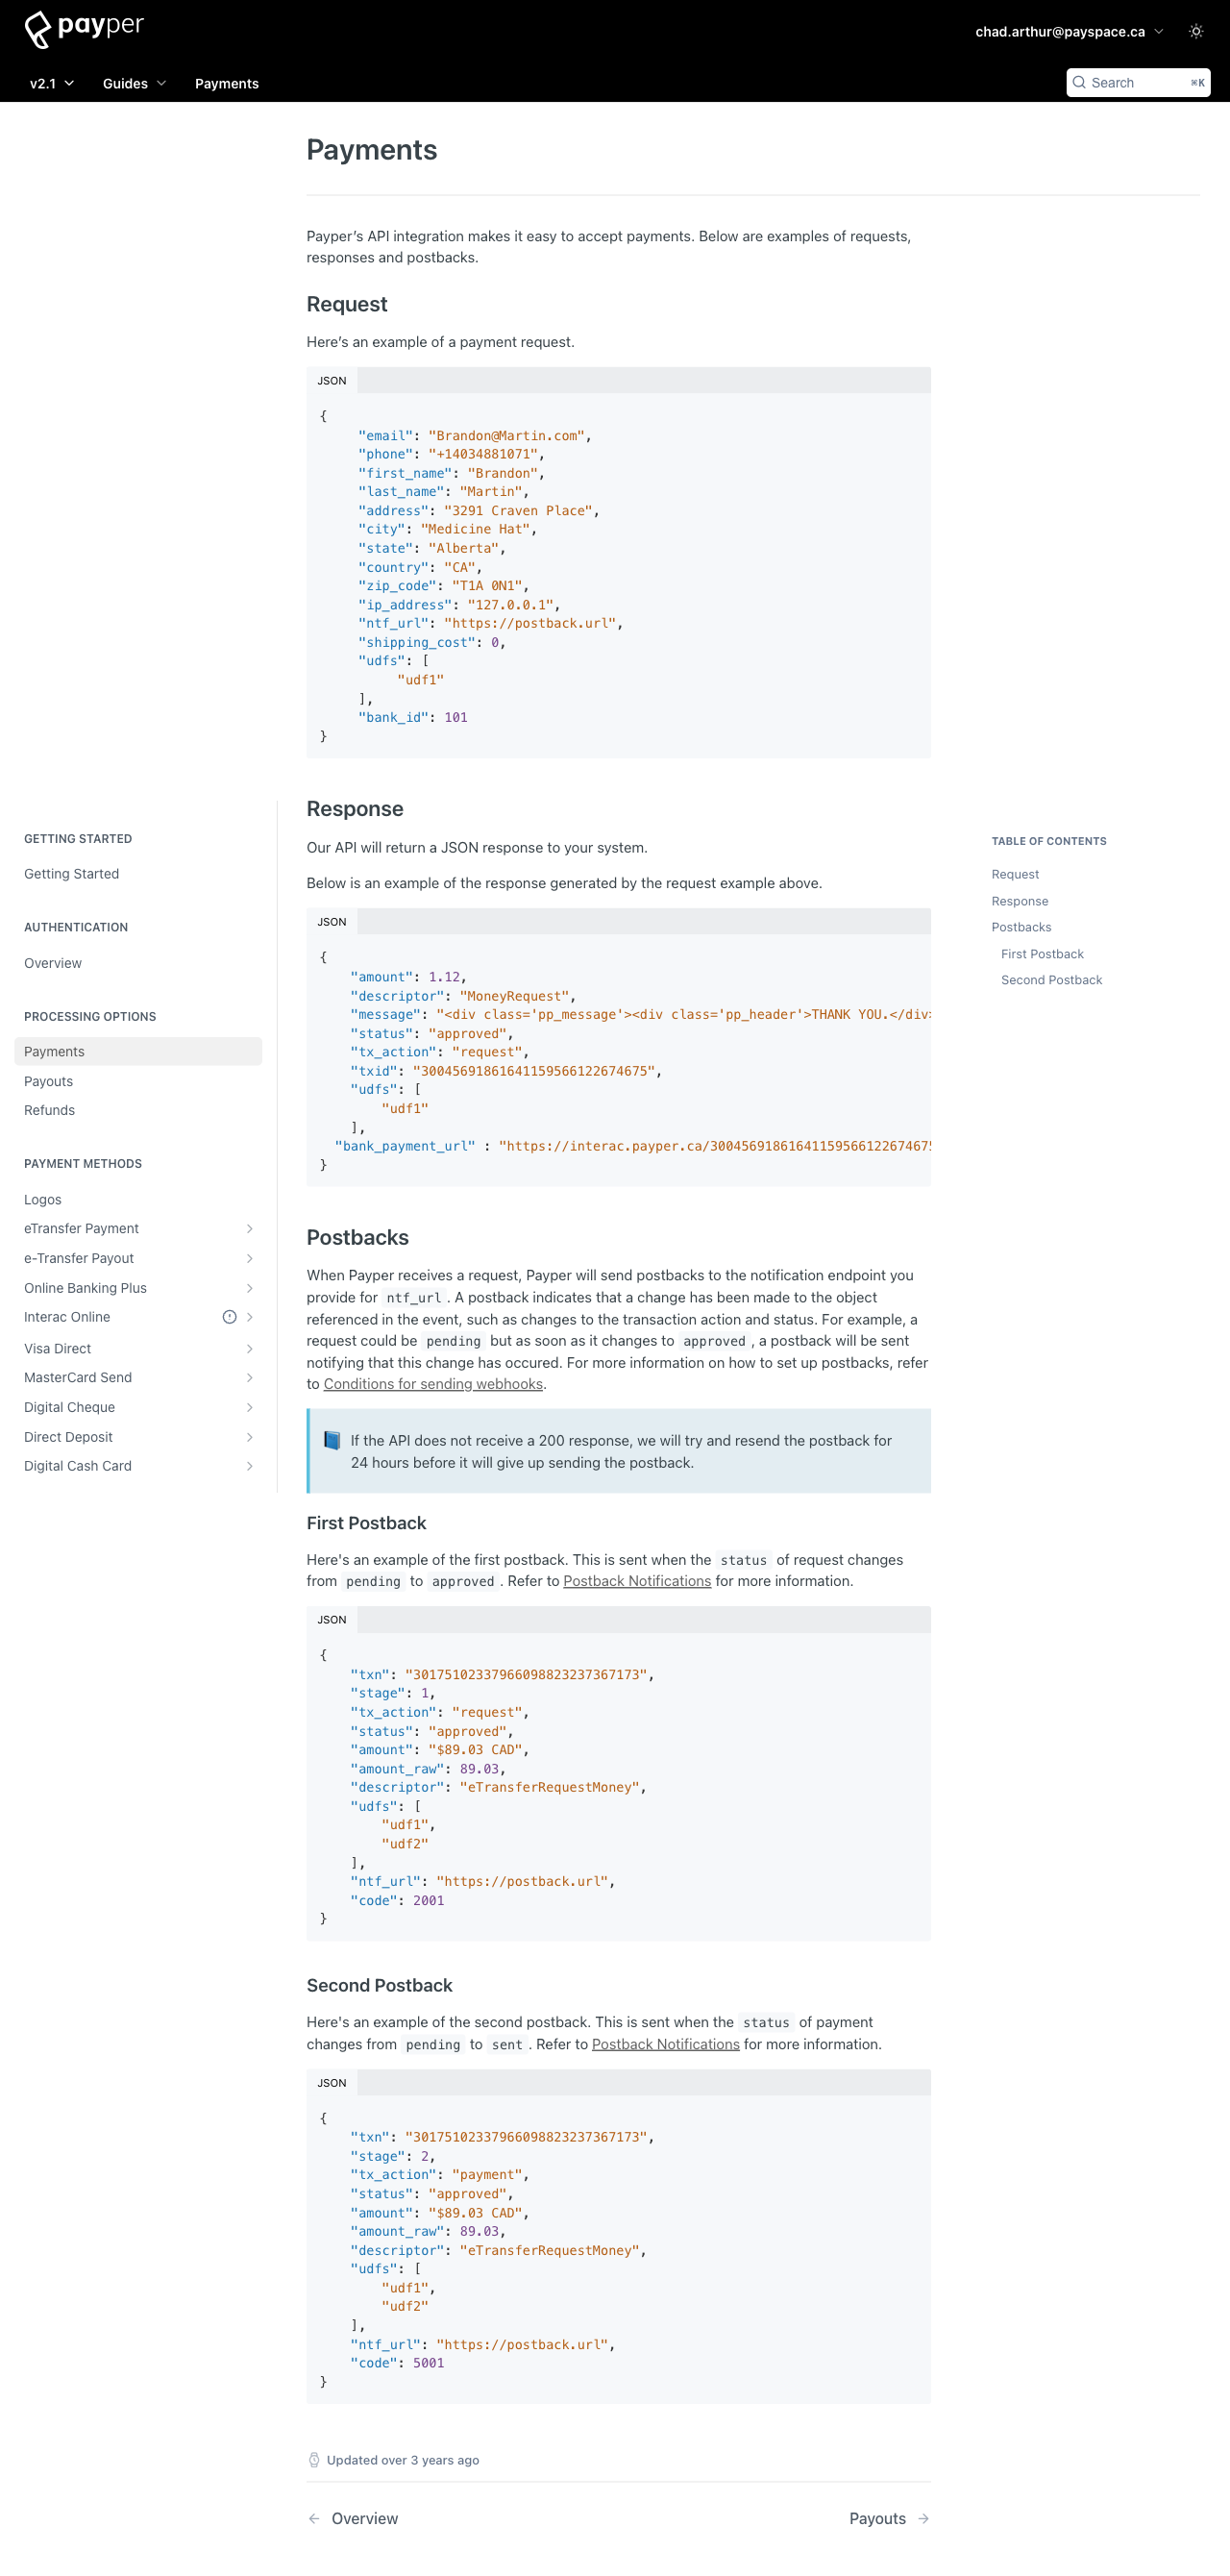 payper
chad.arthur@payspace.ca
v2.1
Guides
Payments
Search
⌘K
Payments
Payper’s API integration makes it easy to accept payments. Below are examples of requests,
responses and postbacks.
Request
Here’s an example of a payment request.
JSON
{
"email": "Brandon@Martin.com",
"phone": "+14034881071",
"first_name": "Brandon",
"last_name": "Martin",
"address": "3291 Craven Place",
"city": "Medicine Hat",
"state": "Alberta",
"country": "CA",
"zip_code": "T1A 0N1",
"ip_address": "127.0.0.1",
"ntf_url": "https://postback.url",
"shipping_cost": 0,
"udfs": [
"udf1"
],
"bank_id": 101
}
GETTING STARTED
Getting Started
AUTHENTICATION
Overview
PROCESSING OPTIONS
Payments
Payouts
Refunds
PAYMENT METHODS
Logos
eTransfer Payment
e-Transfer Payout
Online Banking Plus
Interac Online
Visa Direct
MasterCard Send
Digital Cheque
Direct Deposit
Digital Cash Card
Response
Our API will return a JSON response to your system.
Below is an example of the response generated by the request example above.
JSON
{
"amount": 1.12,
"descriptor": "MoneyRequest",
"message": "<div class='pp_message'><div class='pp_header'>THANK YOU.</div>
"status": "approved",
"tx_action": "request",
"txid": "30045691861641159566122674675",
"udfs": [
"udf1"
],
"bank_payment_url" : "https://interac.payper.ca/30045691861641159566122674675
}
TABLE OF CONTENTS
Request
Response
Postbacks
First Postback
Second Postback
Postbacks
When Payper receives a request, Payper will send postbacks to the notification endpoint you
provide for ntf_url. A postback indicates that a change has been made to the object
referenced in the event, such as changes to the transaction action and status. For example, a
request could be pending but as soon as it changes to approved, a postback will be sent
notifying that this change has occured. For more information on how to set up postbacks, refer
to Conditions for sending webhooks.
If the API does not receive a 200 response, we will try and resend the postback for
24 hours before it will give up sending the postback.
First Postback
Here's an example of the first postback. This is sent when the status of request changes
from pending to approved. Refer to Postback Notifications for more information.
JSON
{
"txn": "30175102337966098823237367173",
"stage": 1,
"tx_action": "request",
"status": "approved",
"amount": "$89.03 CAD",
"amount_raw": 89.03,
"descriptor": "eTransferRequestMoney",
"udfs": [
"udf1",
"udf2"
],
"ntf_url": "https://postback.url",
"code": 2001
}
Second Postback
Here's an example of the second postback. This is sent when the status of payment
changes from pending to sent. Refer to Postback Notifications for more information.
JSON
{
"txn": "30175102337966098823237367173",
"stage": 2,
"tx_action": "payment",
"status": "approved",
"amount": "$89.03 CAD",
"amount_raw": 89.03,
"descriptor": "eTransferRequestMoney",
"udfs": [
"udf1",
"udf2"
],
"ntf_url": "https://postback.url",
"code": 5001
}
Updated over 3 years ago
Overview
Payouts